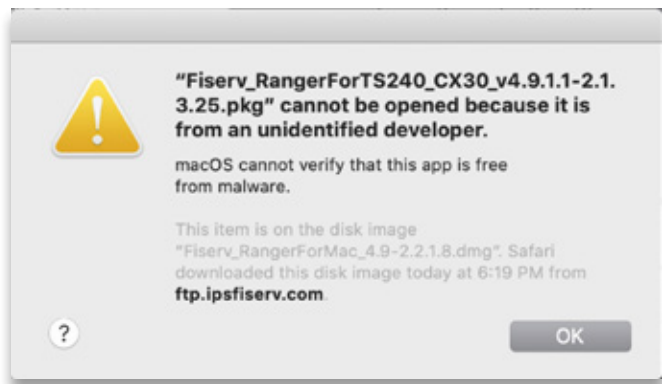 “Fiserv_RangerForTS240_CX30_v4.9.1.1-2.1.
3.25.pkg” cannot be opened because it is
from an unidentified developer.
macOS cannot verify that this app is free
from malware.
This item is on the disk image
“Fiserv_RangerForMac_4.9-2.2.1.8.dmg”. Safari
downloaded this disk image today at 6:19 PM from
ftp.ipsfiserv.com.
?
OK